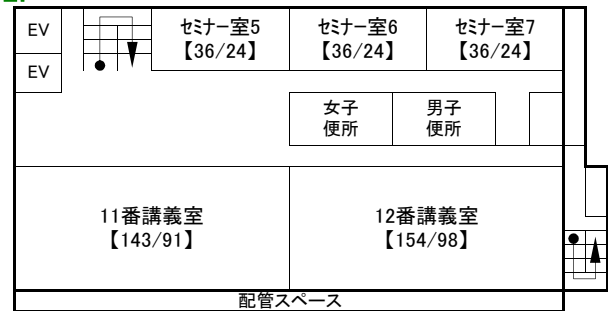 EV
セミナー室5
【36/24】
セミナー室6
【36/24】
セミナー室7
【36/24】
EV
女子
便所
男子
便所
11番講義室
【143/91】
12番講義室
【154/98】
配管スペース